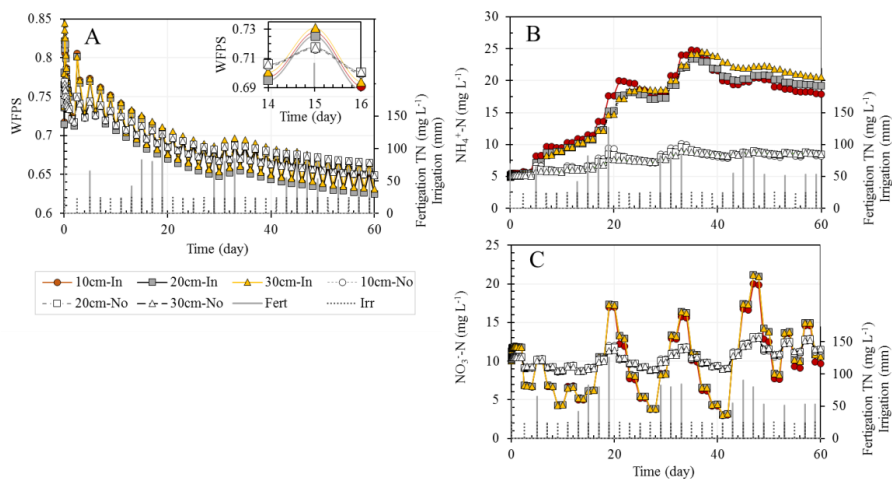 A
WFPS
0.85
0.8
0.75
0.7
0.65
0.6
150
100
50
0
Fertigation TN (mg L⁻¹)
Irrigation (mm)
0 20 40 60
Time (day)
WFPS
0.73
0.71
0.69
14 15 16
Time (day)
10cm-In 20cm-In 30cm-In 10cm-No
20cm-No 30cm-No Fert Irr
B
NH₄⁺-N (mg L⁻¹)
30
25
20
15
10
5
0
150
100
50
0
Fertigation TN (mg L⁻¹)
Irrigation (mm)
0 20 40 60
C
NO₃-N (mg L⁻¹)
25
20
15
10
5
0
150
100
50
0
Fertigation TN (mg L⁻¹)
Irrigation (mm)
0 20 40 60
Time (day)